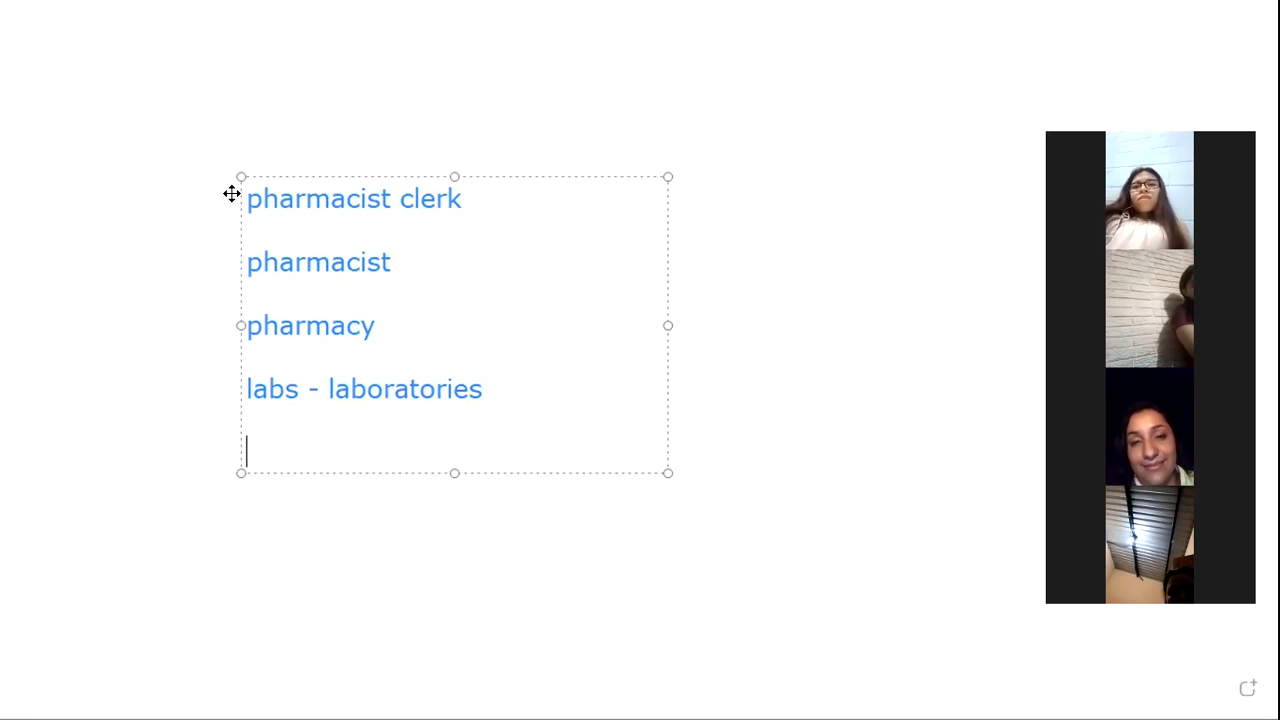 pharmacist clerk
pharmacist
pharmacy
labs - laboratories